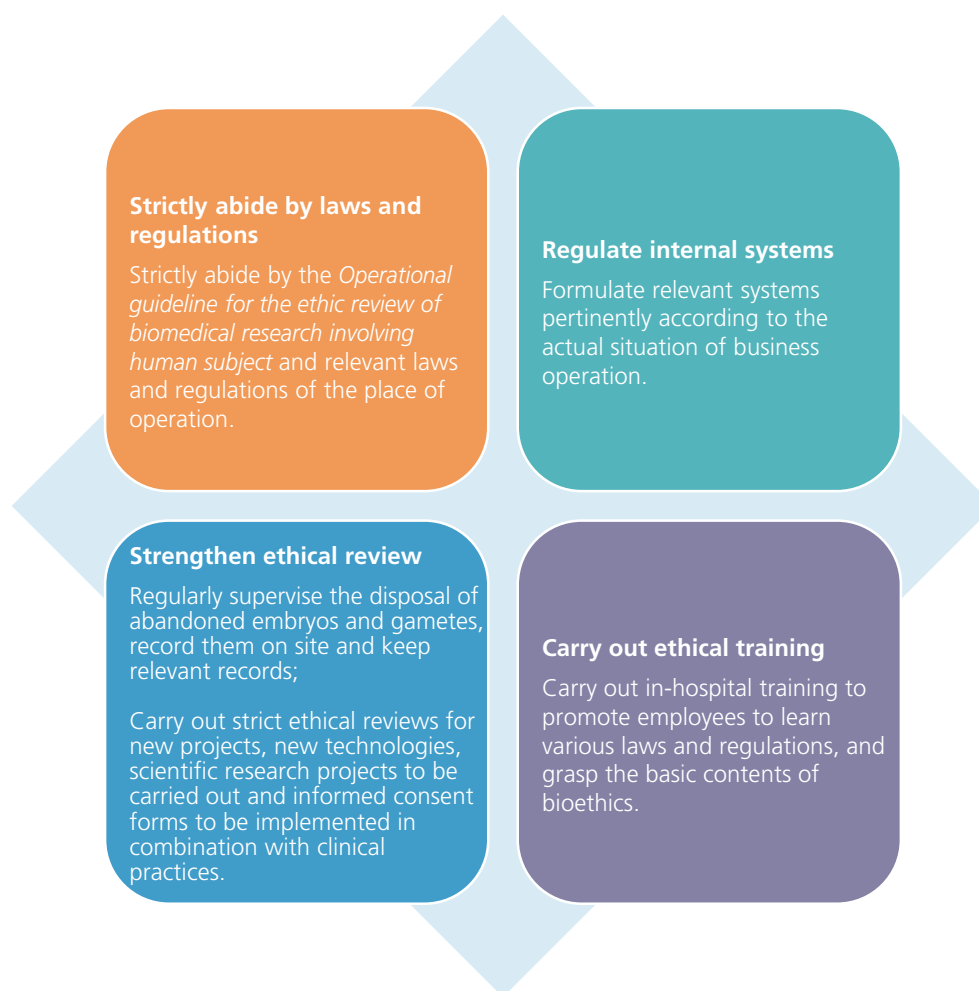 Strictly abide by laws and
regulations
Strictly abide by the Operational
guideline for the ethic review of
biomedical research involving
human subject and relevant laws
and regulations of the place of
operation.
Regulate internal systems
Formulate relevant systems
pertinently according to the
actual situation of business
operation.
Strengthen ethical review
Regularly supervise the disposal of
abandoned embryos and gametes,
record them on site and keep
relevant records;
Carry out strict ethical reviews for
new projects, new technologies,
scientific research projects to be
carried out and informed consent
forms to be implemented in
combination with clinical
practices.
Carry out ethical training
Carry out in-hospital training to
promote employees to learn
various laws and regulations, and
grasp the basic contents of
bioethics.